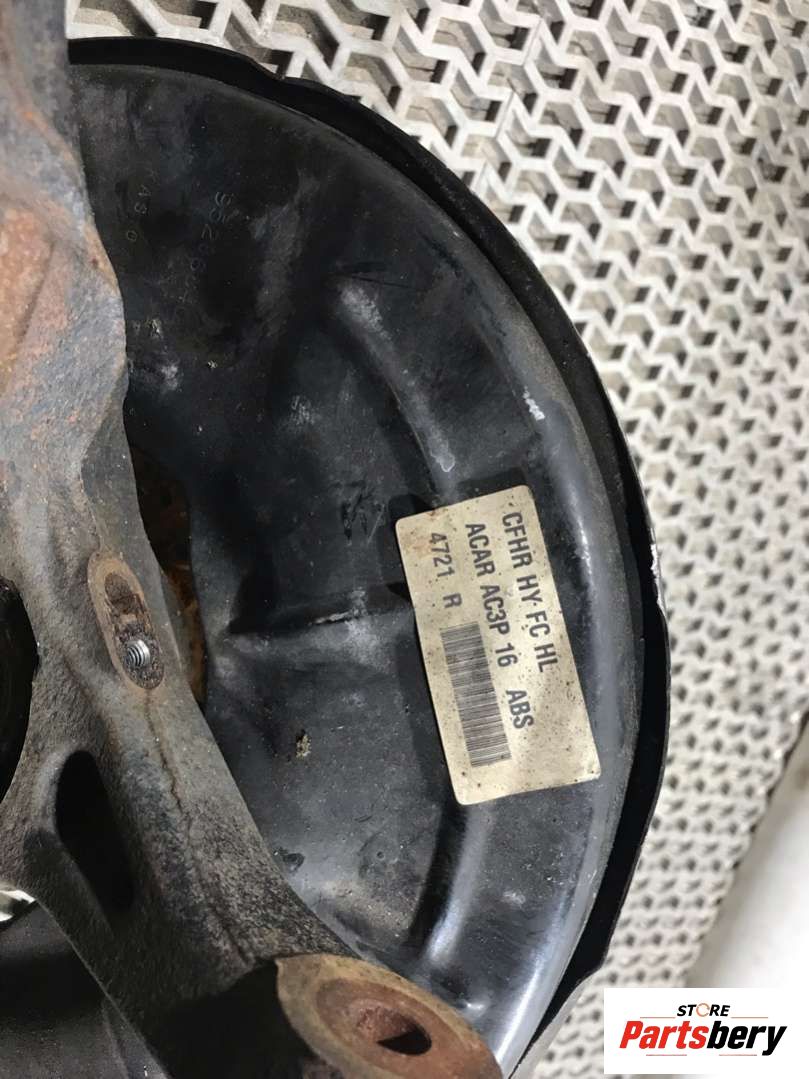 CFHR HY FC HL
ACAR AC3P 16 ABS
4721 R
STORE
Partsbery